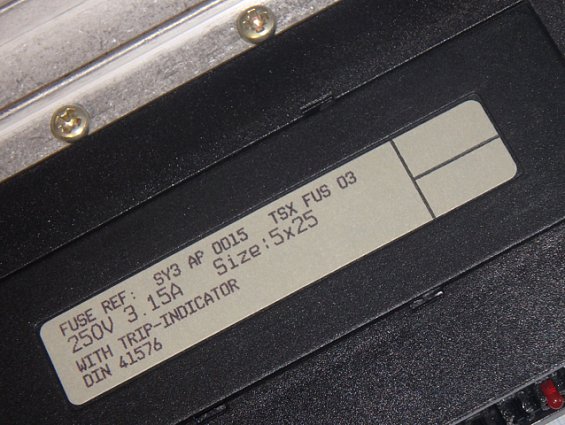 FUSE REF: SY3 AP 0015 TSX FUS 03
250V 3.15A Size:5x25
WITH TRIP-INDICATOR
DIN 41576